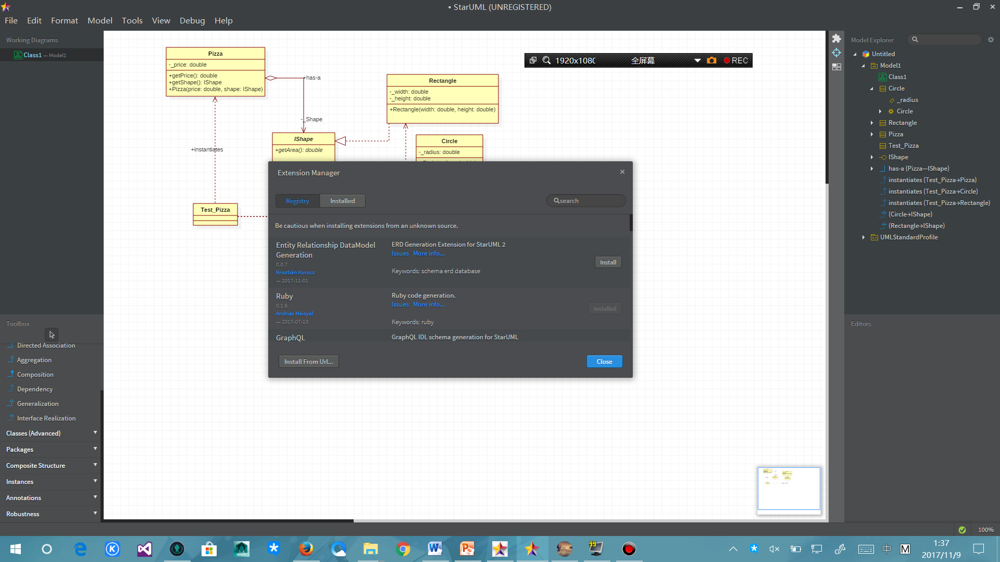 • StarUML (UNREGISTERED)
File Edit Format Model Tools View Debug Help
Working Diagrams
Class1 — Model1
Pizza
-_price: double
+getPrice(): double
+getShape(): IShape
+Pizza(price: double, shape: IShape)
+has-a
-_Shape
Rectangle
-_width: double
-_height: double
+Rectangle(width: double, height: double)
IShape
+getArea(): double
Circle
-_radius: double
+instantiates
Test_Pizza
1920x1080
全屏幕
REC
Extension Manager
Registry
Installed
search
Be cautious when installing extensions from an unknown source.
Entity Relationship DataModel
Generation
0.0.7
Krisztián Kurucz
— 2017-11-01
ERD Generation Extension for StarUML 2
Issues More info...
Keywords: schema erd database
Install
Ruby
0.1.6
Andrias Meisyal
— 2017-07-13
Ruby code generation.
Issues More info...
Keywords: ruby
Installed
GraphQL
GraphQL IDL schema generation for StarUML
Install From Url...
Close
Model Explorer
Untitled
Model1
Class1
Circle
_radius
Circle
Rectangle
Pizza
Test_Pizza
IShape
has-a (Pizza—IShape)
instantiates (Test_Pizza→Pizza)
instantiates (Test_Pizza→Circle)
instantiates (Test_Pizza→Rectangle)
(Circle→IShape)
(Rectangle→IShape)
UMLStandardProfile
Editors
Toolbox
Directed Association
Aggregation
Composition
Dependency
Generalization
Interface Realization
Classes (Advanced)
Packages
Composite Structure
Instances
Annotations
Robustness
100%
MAYA
99
中
M
1:37
2017/11/9